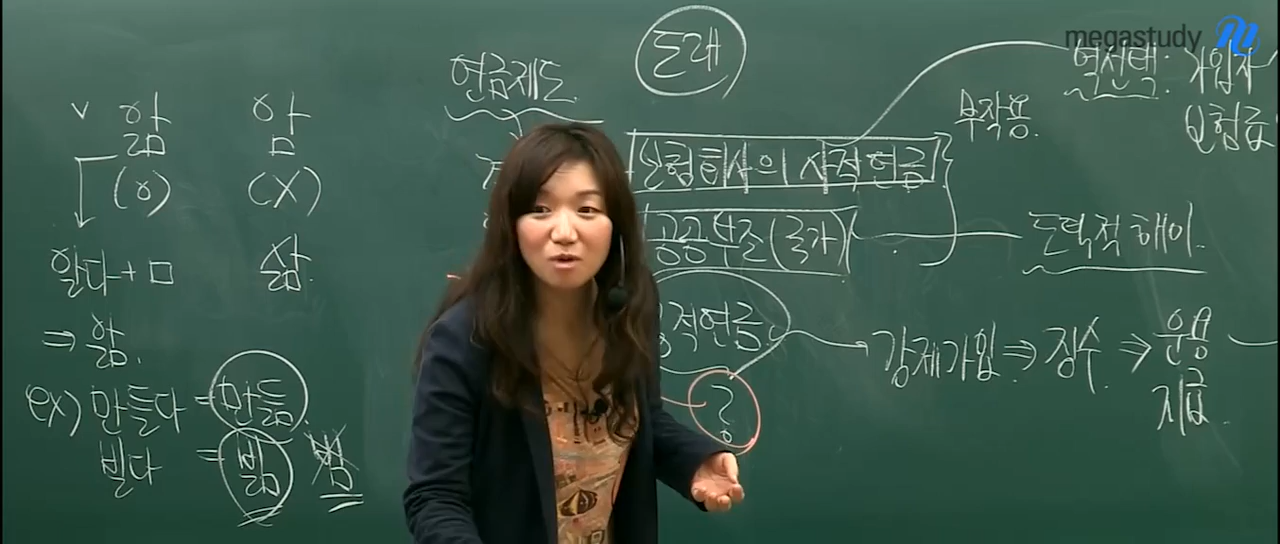 megastudy
도래
∨ 앎 암
(O) (X)
알다+ㅁ 삶
⇒ 앎.
ex) 만들다 = 만듦
빌다 = 빎
연금제도
보험회사의 사적연금
공공부조(국가)
공적연금
공
부작용.
역선택: 가입자
보험료
도덕적 해이.
강제가입 ⇒ 징수 ⇒ 운용
지급.